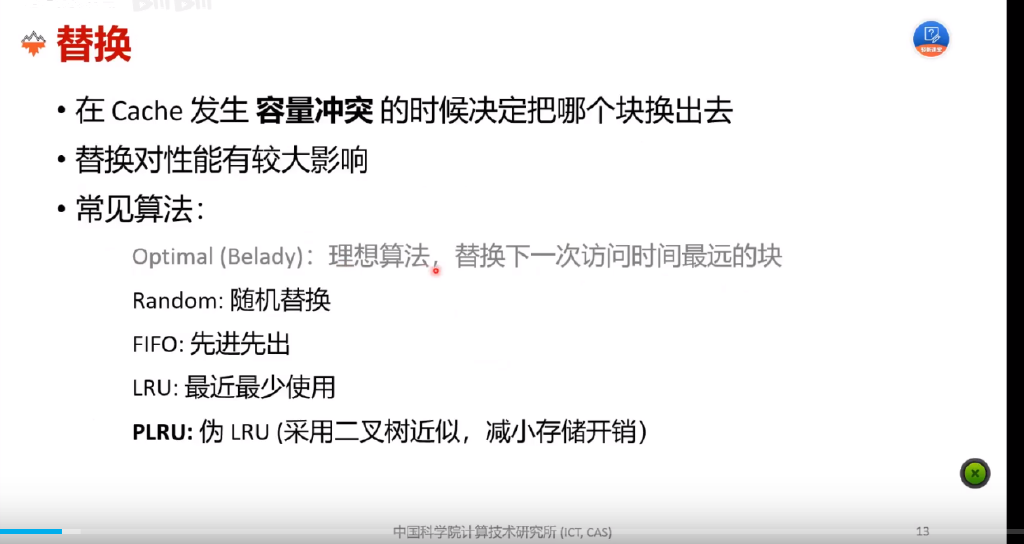 替换
• 在 Cache 发生 容量冲突 的时候决定把哪个块换出去
• 替换对性能有较大影响
• 常见算法：
Optimal (Belady)：理想算法，替换下一次访问时间最远的块
Random: 随机替换
FIFO: 先进先出
LRU: 最近最少使用
PLRU: 伪 LRU (采用二叉树近似，减小存储开销)
中国科学院计算技术研究所 (ICT, CAS)
13